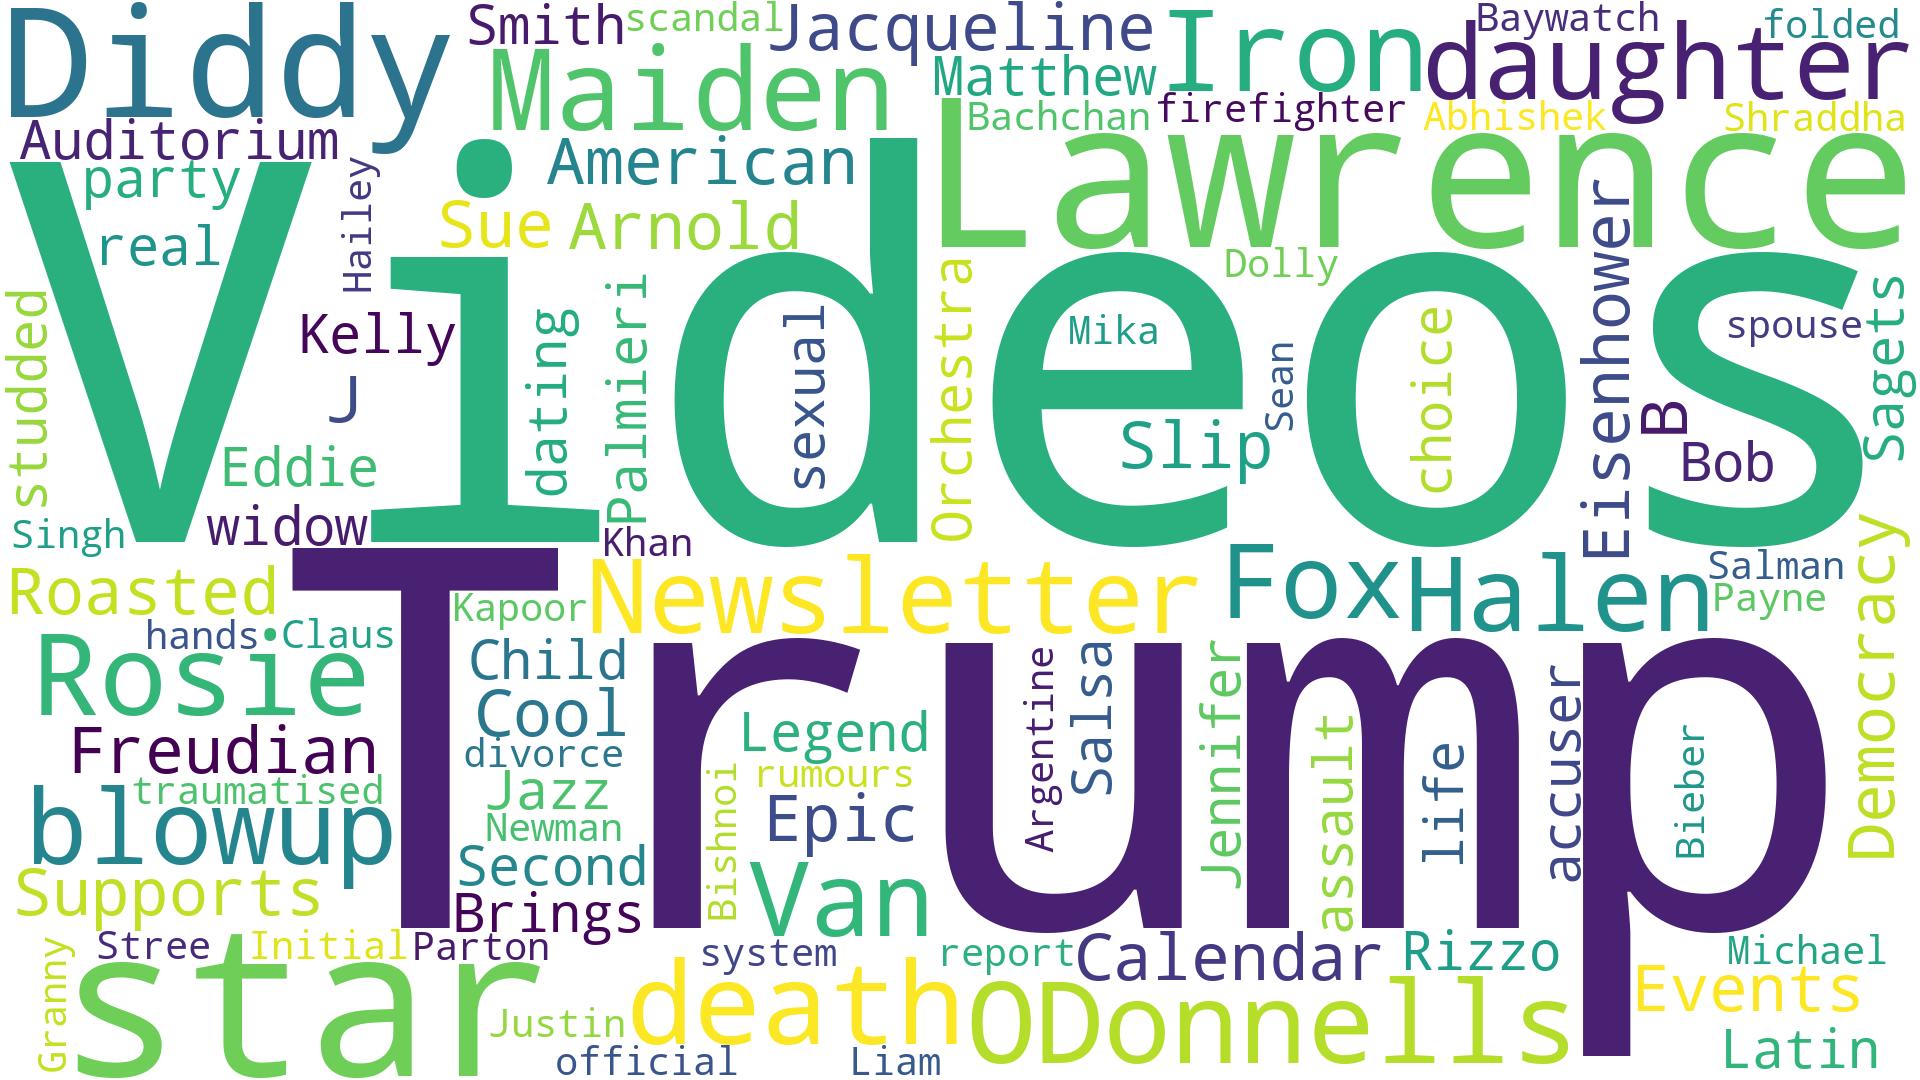 Diddy
Smith
scandal
Jacqueline
Iron
Baywatch
folded
daughter
Maiden
Matthew
Bachchan
firefighter
Abhishek
Shraddha
Auditorium
party
real
Hailey
American
Sue
Arnold
Lawrence
Dolly
Videos
studded
Kelly
J
Eddie
widow
Singh
dating
Palmieri
sexual
Orchestra
Mika
Slip
Sean
choice
Eisenhower
spouse
B
Bob
Sagets
Khan
Roasted
Kapoor
Newsletter
Fox
Halen
Salman
Payne
Democracy
hands
Claus
Rosie
Trump
Child
Cool
divorce
Freudian
traumatised
blowup
Jazz
Newman
Second
Supports
Brings
Legend
rumours
Bishnoi
Epic
Van
Argentine
Salsa
Jennifer
assault
life
accuser
Bieber
Stree
Initial
Parton
Granny
star
system
report
Calendar
Rizzo
Michael
Events
death
ODonnells
Justin
official
Liam
Latin